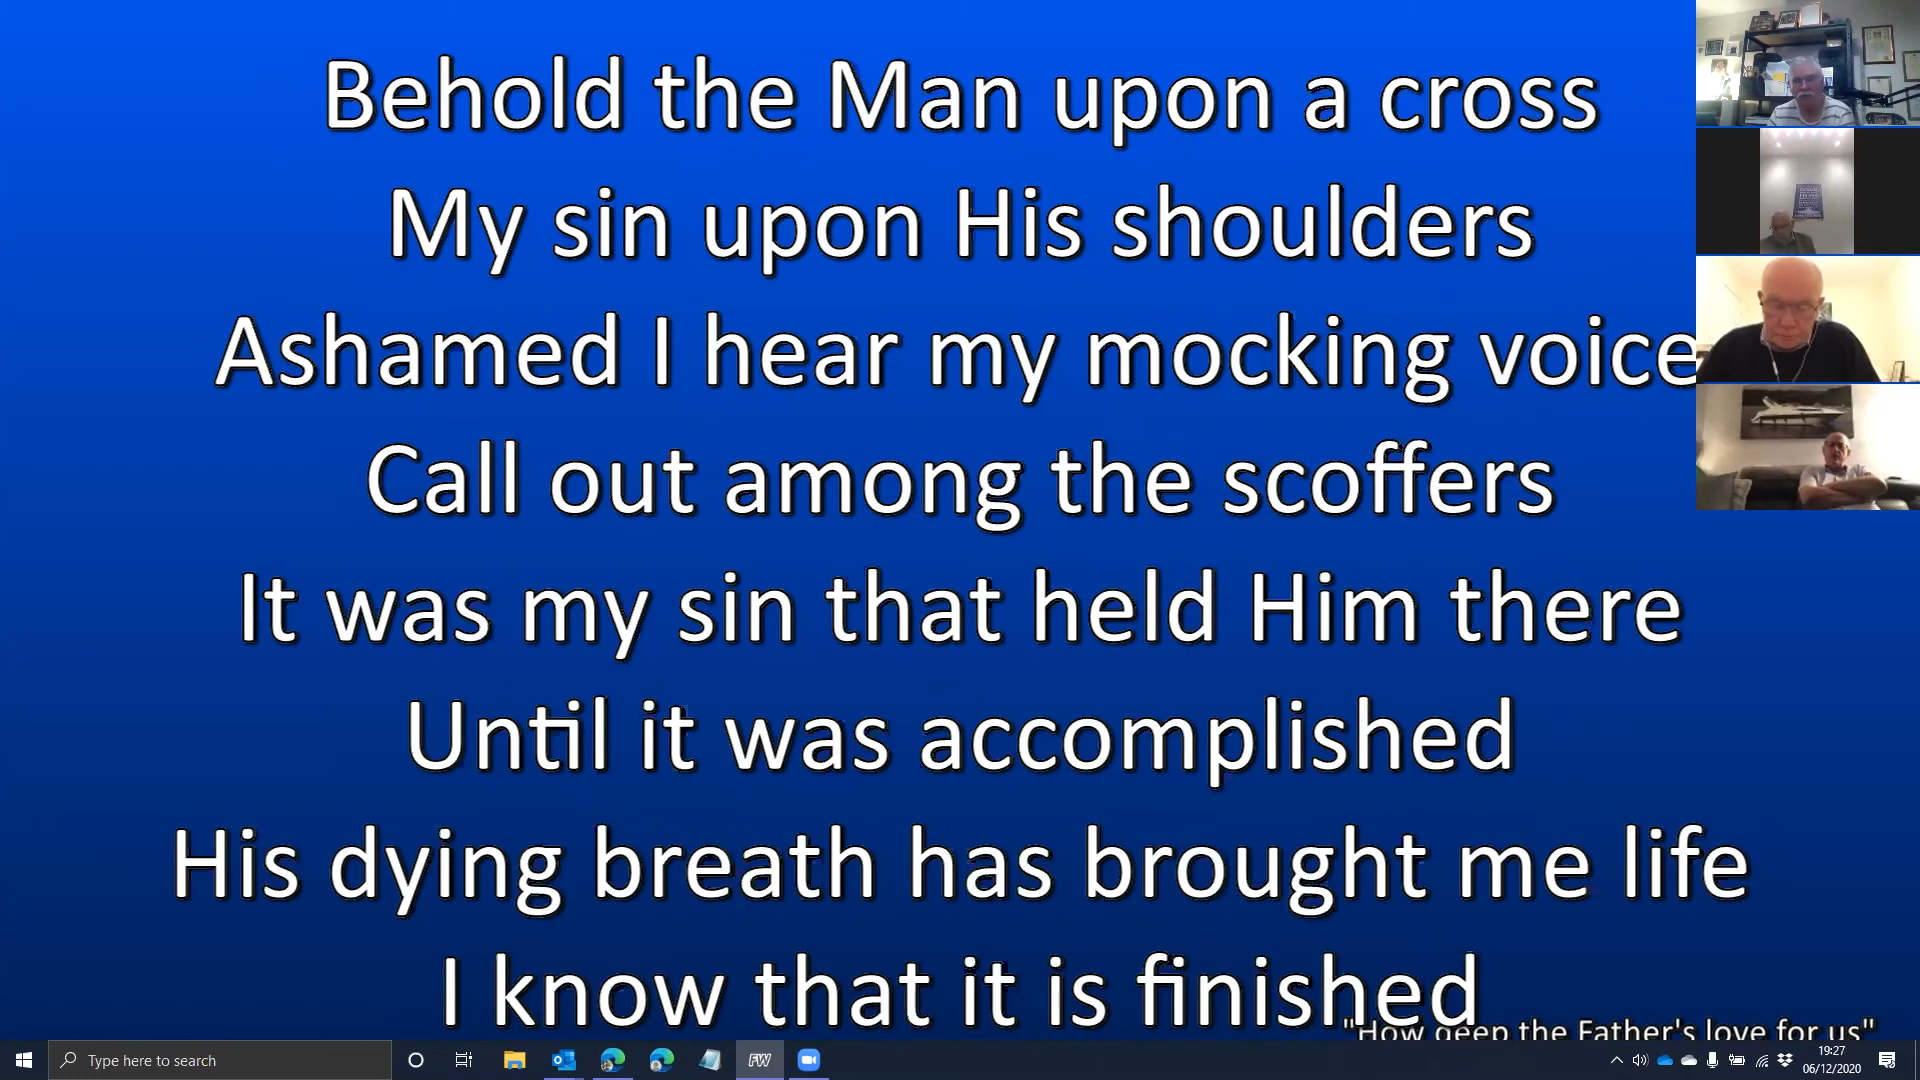 Behold the Man upon a cross
My sin upon His shoulders
Ashamed I hear my mocking voice
Call out among the scoffers
It was my sin that held Him there
Until it was accomplished
His dying breath has brought me life
I know that it is finished
"How deep the Father's love for us"
Type here to search
FW
19:27
06/12/2020